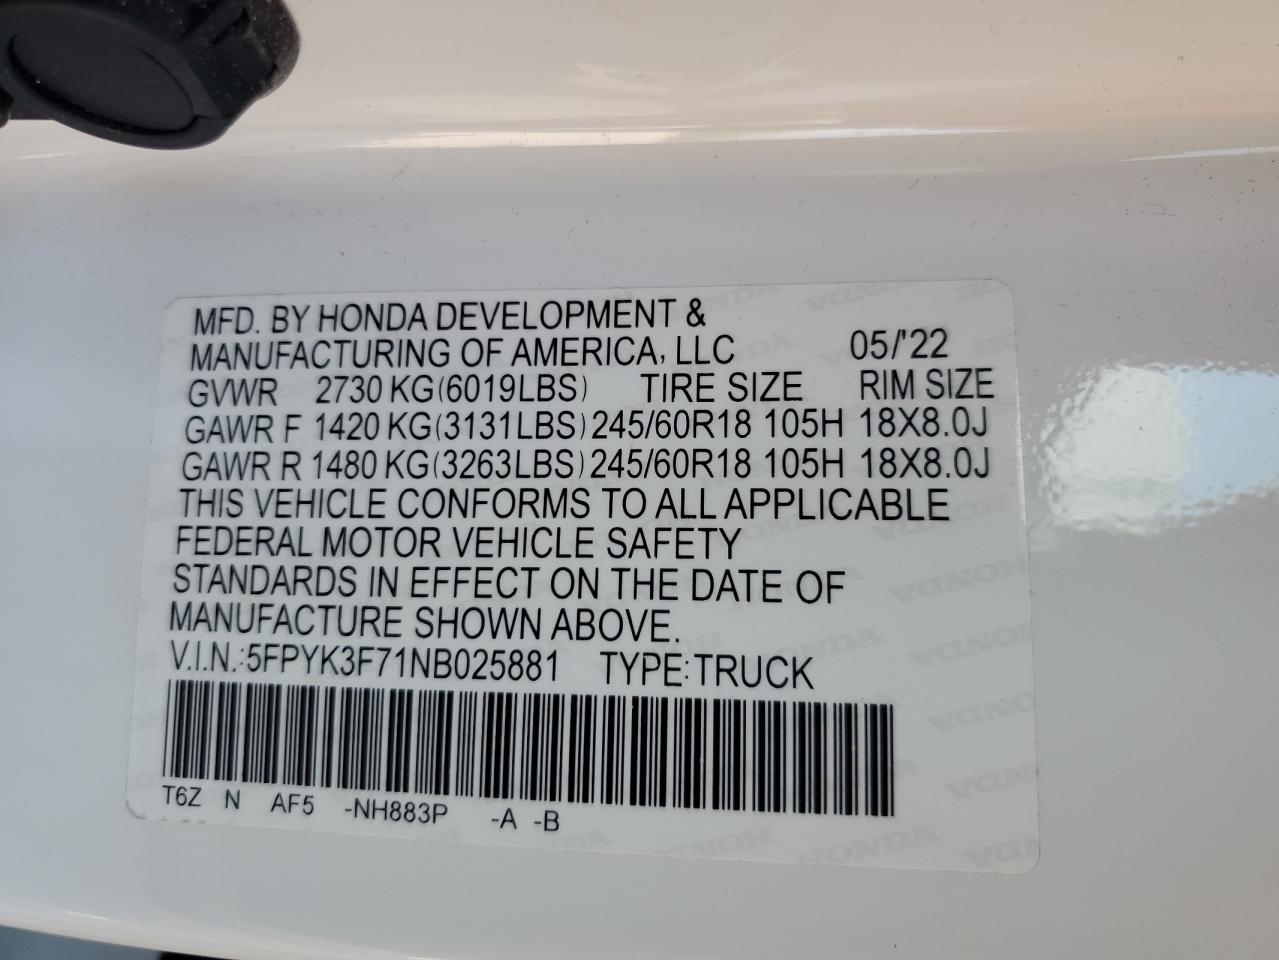 MFD. BY HONDA DEVELOPMENT &
MANUFACTURING OF AMERICA, LLC 05/'22
GVWR 2730 KG(6019LBS) TIRE SIZE RIM SIZE
GAWR F 1420 KG(3131LBS) 245/60R18 105H 18X8.0J
GAWR R 1480 KG(3263LBS) 245/60R18 105H 18X8.0J
THIS VEHICLE CONFORMS TO ALL APPLICABLE
FEDERAL MOTOR VEHICLE SAFETY
STANDARDS IN EFFECT ON THE DATE OF
MANUFACTURE SHOWN ABOVE.
V.I.N.:5FPYK3F71NB025881 TYPE:TRUCK
T6Z N AF5 -NH883P -A -B